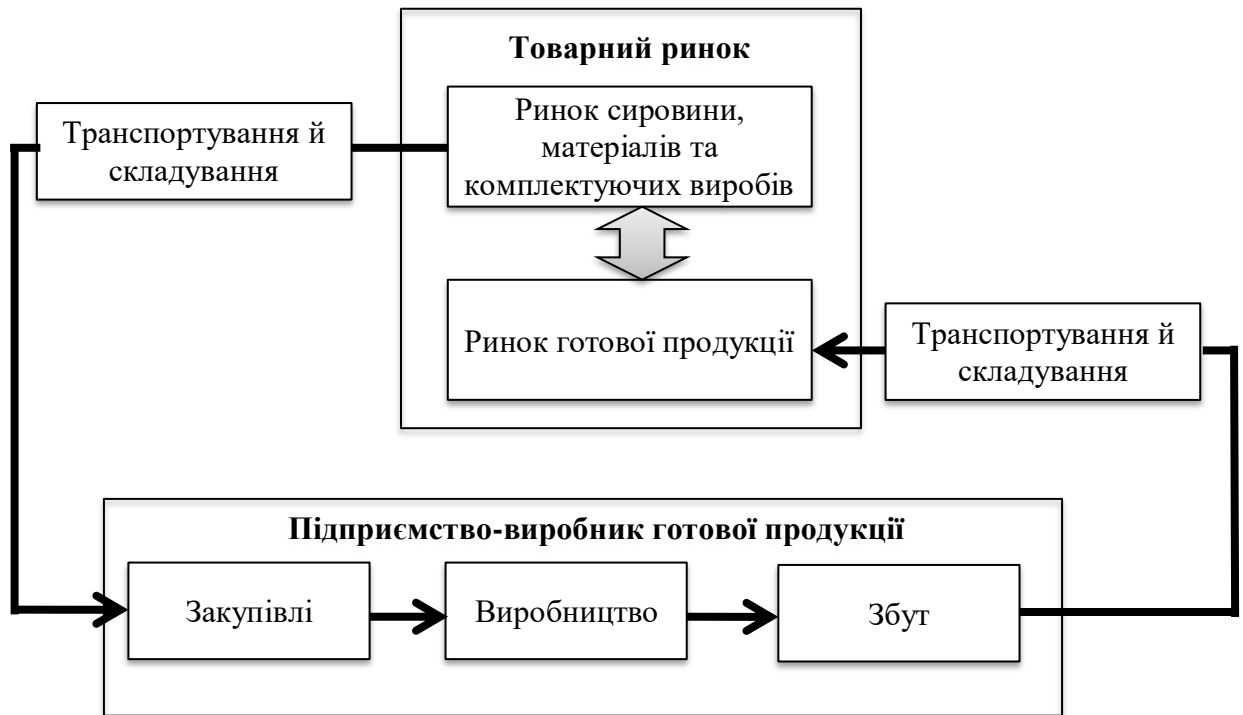 Товарний ринок
Транспортування й
складування
Ринок сировини,
матеріалів та
комплектуючих виробів
Ринок готової продукції
Транспортування й
складування
Підприємство-виробник готової продукції
Закупівлі
Виробництво
Збут